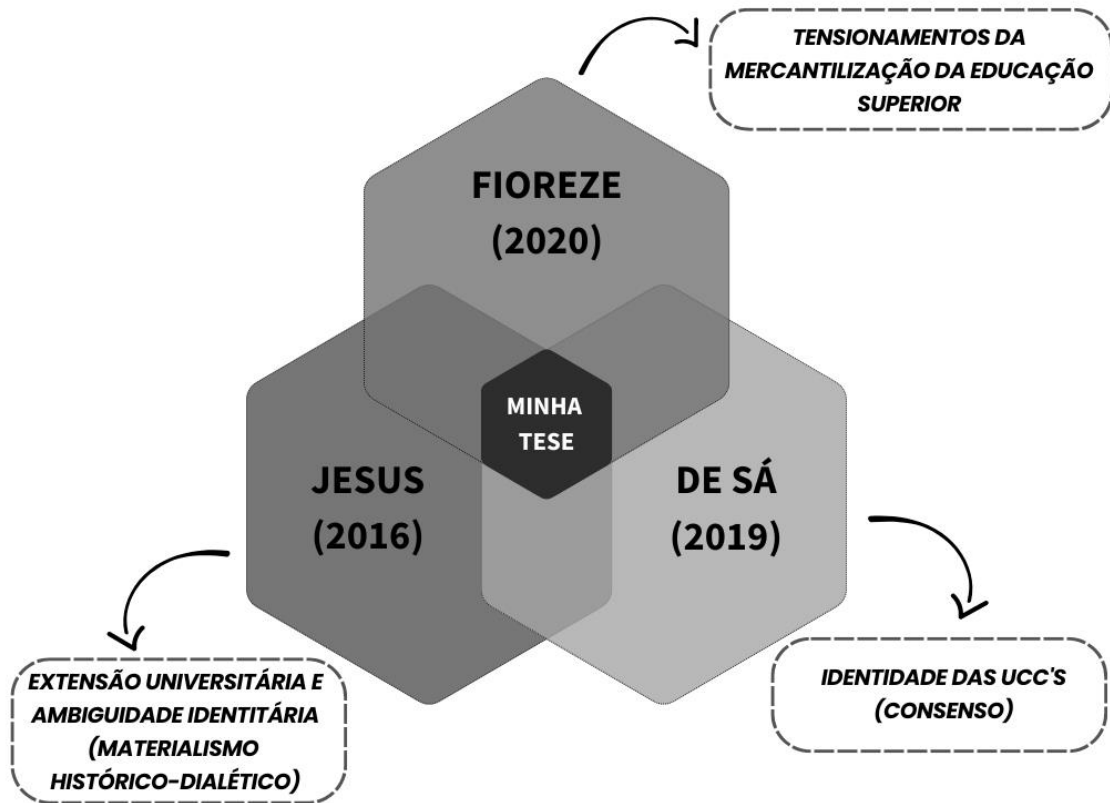 TENSIONAMENTOS DA
MERCANTILIZAÇÃO DA EDUCAÇÃO
SUPERIOR
FIOREZE
(2020)
MINHA
TESE
JESUS
(2016)
DE SÁ
(2019)
EXTENSÃO UNIVERSITÁRIA E
AMBIGUIDADE IDENTITÁRIA
(MATERIALISMO
HISTÓRICO-DIALÉTICO)
IDENTIDADE DAS UCC'S
(CONSENSO)